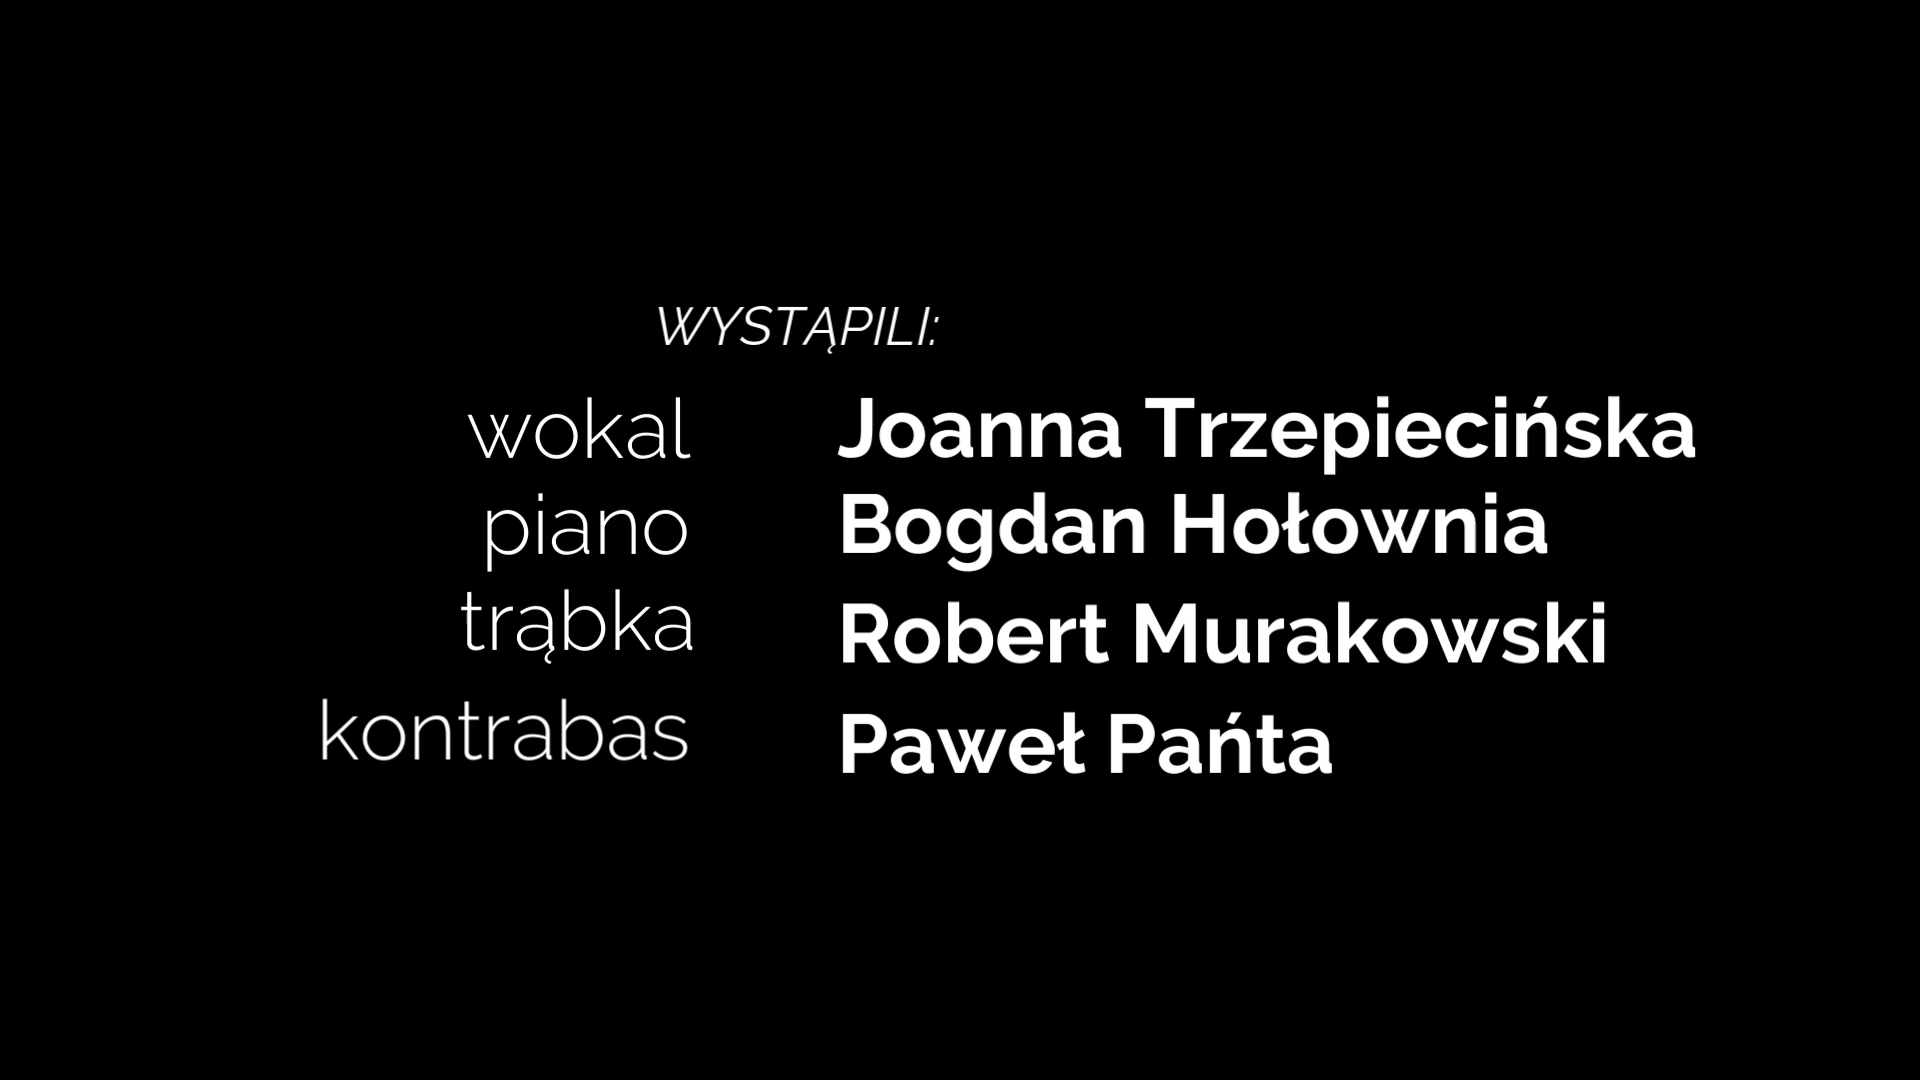 WYSTĄPILI:
wokal Joanna Trzepiecińska
piano Bogdan Hołownia
trąbka Robert Murakowski
kontrabas Paweł Pańta